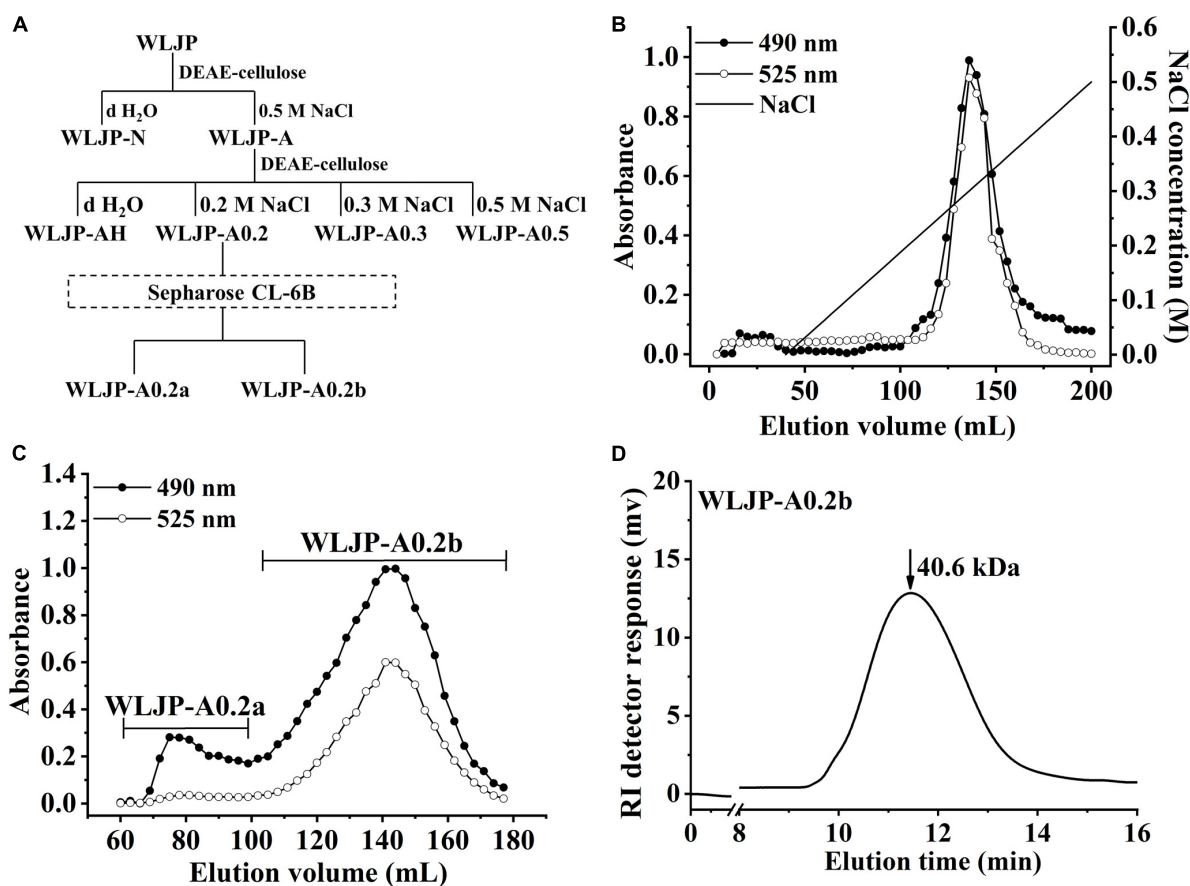 A
WLJP
DEAE-cellulose
d H₂O
0.5 M NaCl
WLJP-N
WLJP-A
DEAE-cellulose
d H₂O
0.2 M NaCl
0.3 M NaCl
0.5 M NaCl
WLJP-AH
WLJP-A0.2
WLJP-A0.3
WLJP-A0.5
Sepharose CL-6B
WLJP-A0.2a
WLJP-A0.2b
B
490 nm
525 nm
NaCl
Absorbance
1.0
0.8
0.6
0.4
0.2
0.0
NaCl concentration (M)
0.6
0.5
0.4
0.3
0.2
0.1
0.0
0 50 100 150 200
Elution volume (mL)
C
490 nm
525 nm
WLJP-A0.2b
WLJP-A0.2a
Absorbance
1.4
1.2
1.0
0.8
0.6
0.4
0.2
0.0
60 80 100 120 140 160 180
Elution volume (mL)
D
WLJP-A0.2b
40.6 kDa
RI detector response (mv)
20
15
10
5
0
0 8 10 12 14 16
Elution time (min)